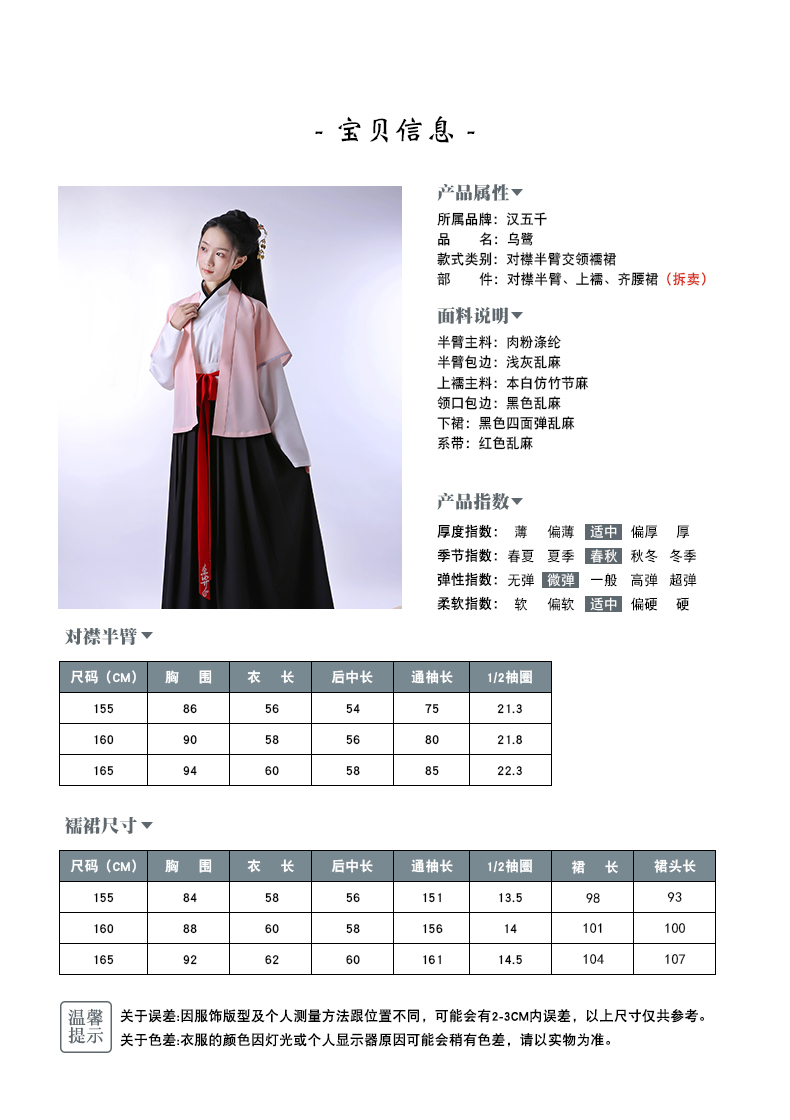 - 宝贝信息 -
产品属性
所属品牌：汉五千
品　　名：乌鹭
款式类别：对襟半臂交领襦裙
部　　件：对襟半臂、上襦、齐腰裙（拆卖）
面料说明
半臂主料：肉粉涤纶
半臂包边：浅灰乱麻
上襦主料：本白仿竹节麻
领口包边：黑色乱麻
下裙：黑色四面弹乱麻
系带：红色乱麻
产品指数
厚度指数： 薄 偏薄 适中 偏厚 厚
季节指数：春夏 夏季 春秋 秋冬 冬季
弹性指数：无弹 微弹 一般 高弹 超弹
柔软指数： 软 偏软 适中 偏硬 硬
对襟半臂
尺码（CM） 胸　围 衣　长 后中长 通袖长 1/2袖圈
155 86 56 54 75 21.3
160 90 58 56 80 21.8
165 94 60 58 85 22.3
襦裙尺寸
尺码（CM） 胸　围 衣　长 后中长 通袖长 1/2袖圈 裙　长 裙头长
155 84 58 56 151 13.5 98 93
160 88 60 58 156 14 101 100
165 92 62 60 161 14.5 104 107
温馨
提示
关于误差:因服饰版型及个人测量方法跟位置不同，可能会有2-3CM内误差，以上尺寸仅共参考。
关于色差:衣服的颜色因灯光或个人显示器原因可能会稍有色差，请以实物为准。